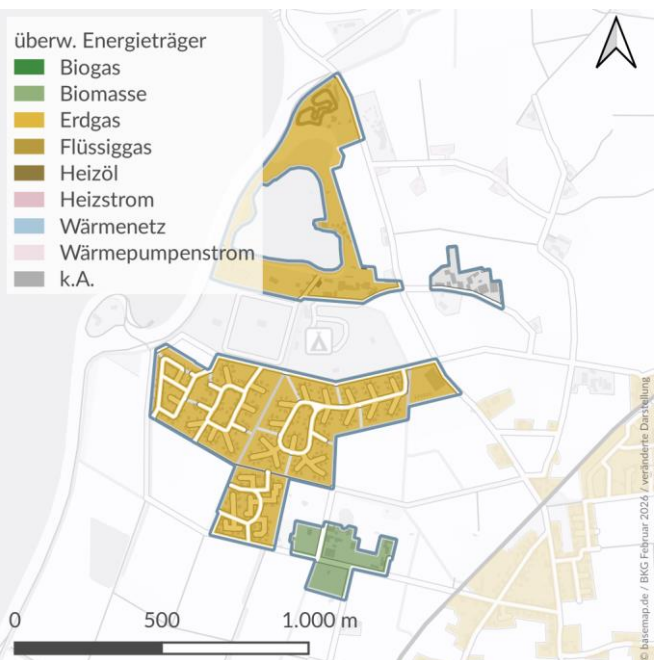 überw. Energieträger
Biogas
Biomasse
Erdgas
Flüssiggas
Heizöl
Heizstrom
Wärmenetz
Wärmepumpenstrom
k.A.
© basemap.de / BKG Februar 2026 / veränderte Darstellung
0 500 1.000 m